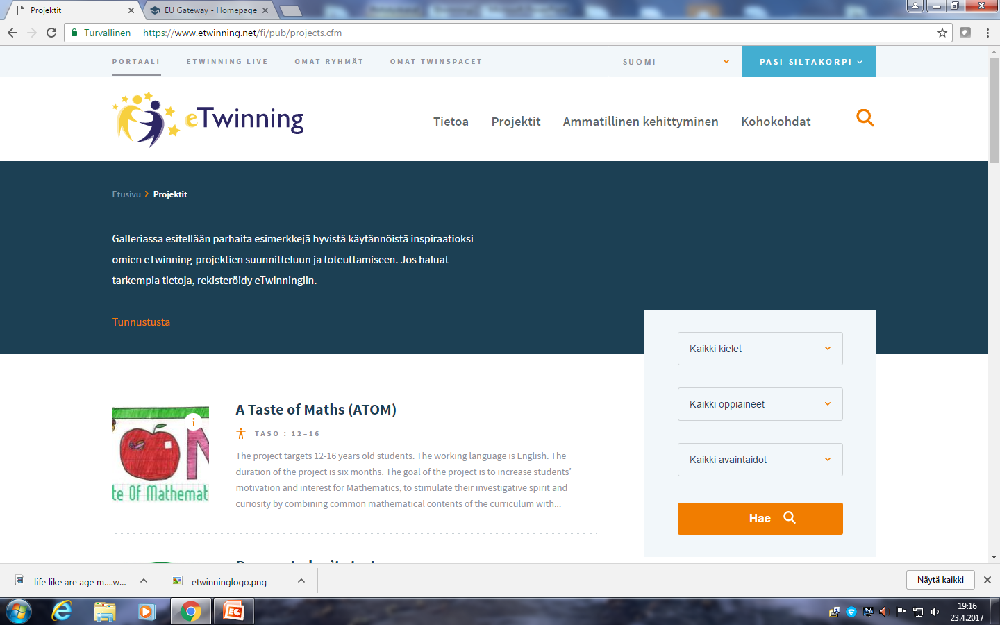 Projektit
EU Gateway - Homepage
Turvallinen
https://www.etwinning.net/fi/pub/projects.cfm
PORTAALI
ETWINNING LIVE
OMAT RYHMÄT
OMAT TWINSPACET
SUOMI
PASI SILTAKORPI
eTwinning
Tietoa
Projektit
Ammatillinen kehittyminen
Kohokohdat
Etusivu
Projektit
Galleriassa esitellään parhaita esimerkkejä hyvistä käytännöistä inspiraatioksi
omien eTwinning-projektien suunnitteluun ja toteuttamiseen. Jos haluat
tarkempia tietoja, rekisteröidy eTwinningiin.
Tunnustusta
Kaikki kielet
Kaikki oppiaineet
Kaikki avaintaidot
Hae
te Of Mathemat
A Taste of Maths (ATOM)
TASO : 12–16
The project targets 12-16 years old students. The working language is English. The
duration of the project is six months. The goal of the project is to increase students’
motivation and interest for Mathematics, to stimulate their investigative spirit and
curiosity by combining common mathematical contents of the curriculum with...
life like are age m....w...
etwinninglogo.png
Näytä kaikki
19:16
23.4.2017